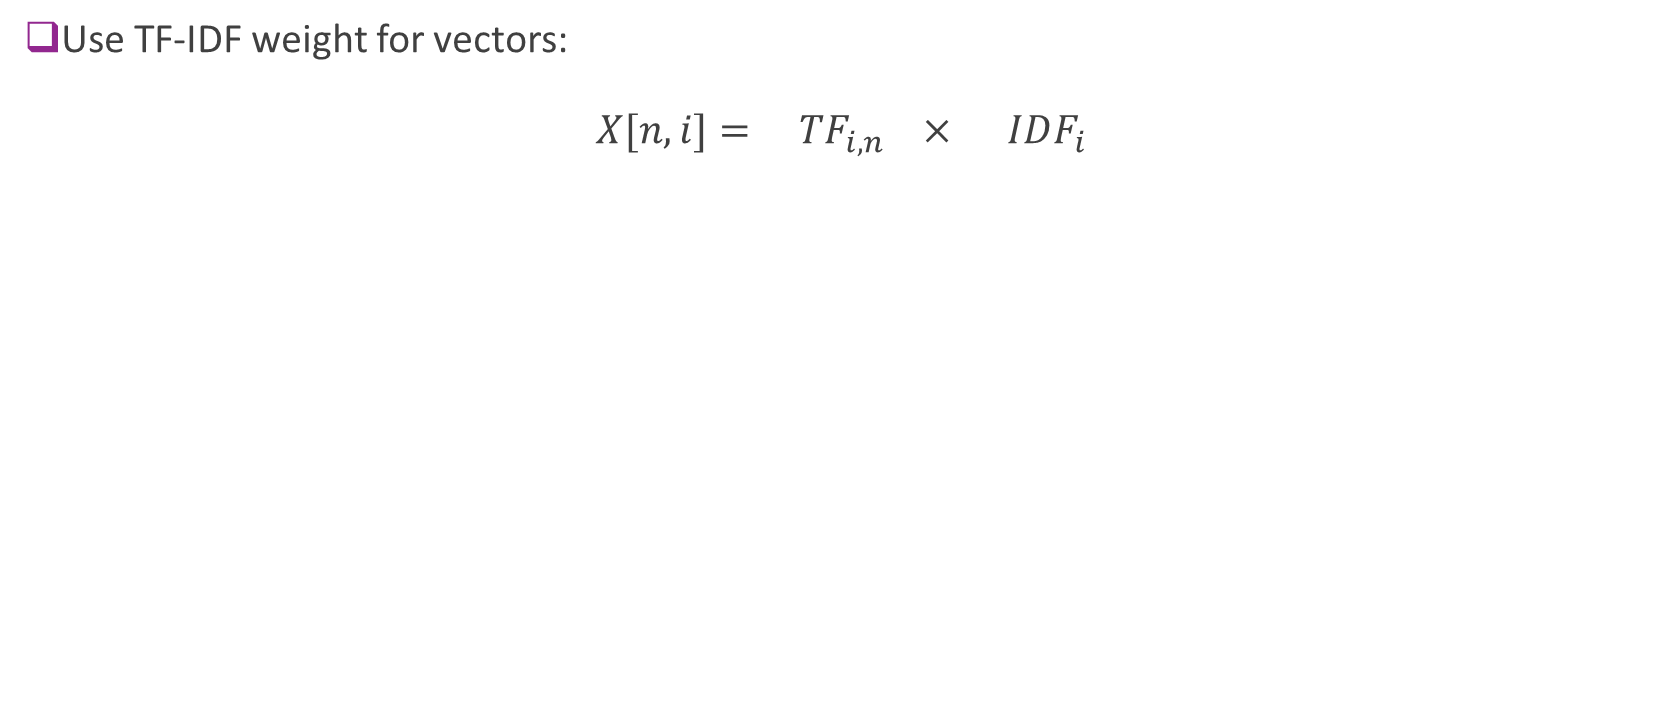 ❑Use TF-IDF weight for vectors:
X[n, i] = TF_{i,n} × IDF_i